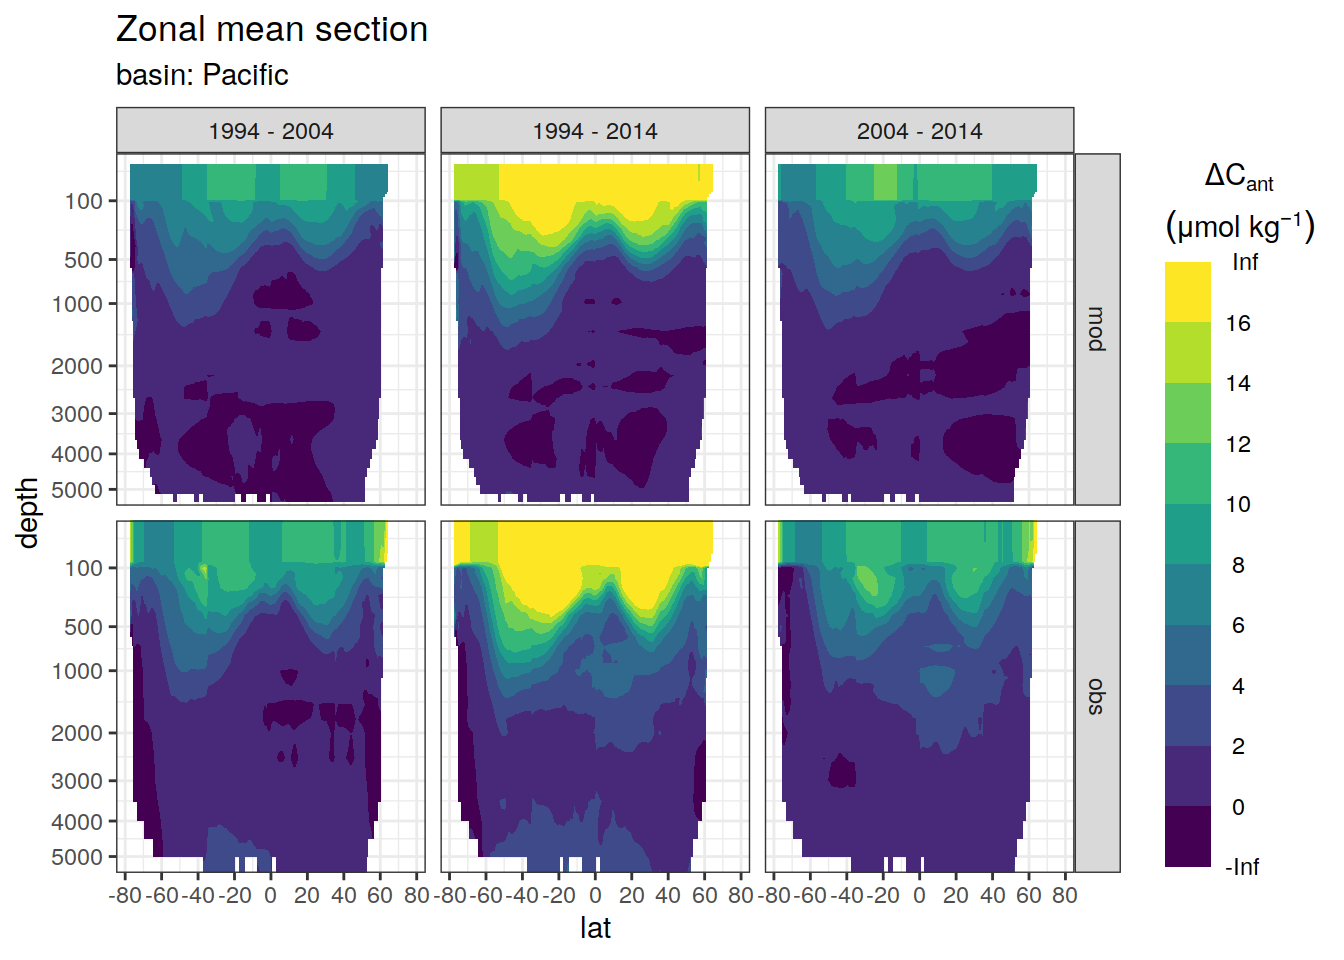 Zonal mean section
basin: Pacific
1994 - 2004
1994 - 2014
2004 - 2014
mod
obs
depth
100
500
1000
2000
3000
4000
5000
100
500
1000
2000
3000
4000
5000
-80 -60 -40 -20 0 20 40 60 80
-80 -60 -40 -20 0 20 40 60 80
-80 -60 -40 -20 0 20 40 60 80
lat
ΔCant
(μmol kg⁻¹)
Inf
16
14
12
10
8
6
4
2
0
-Inf